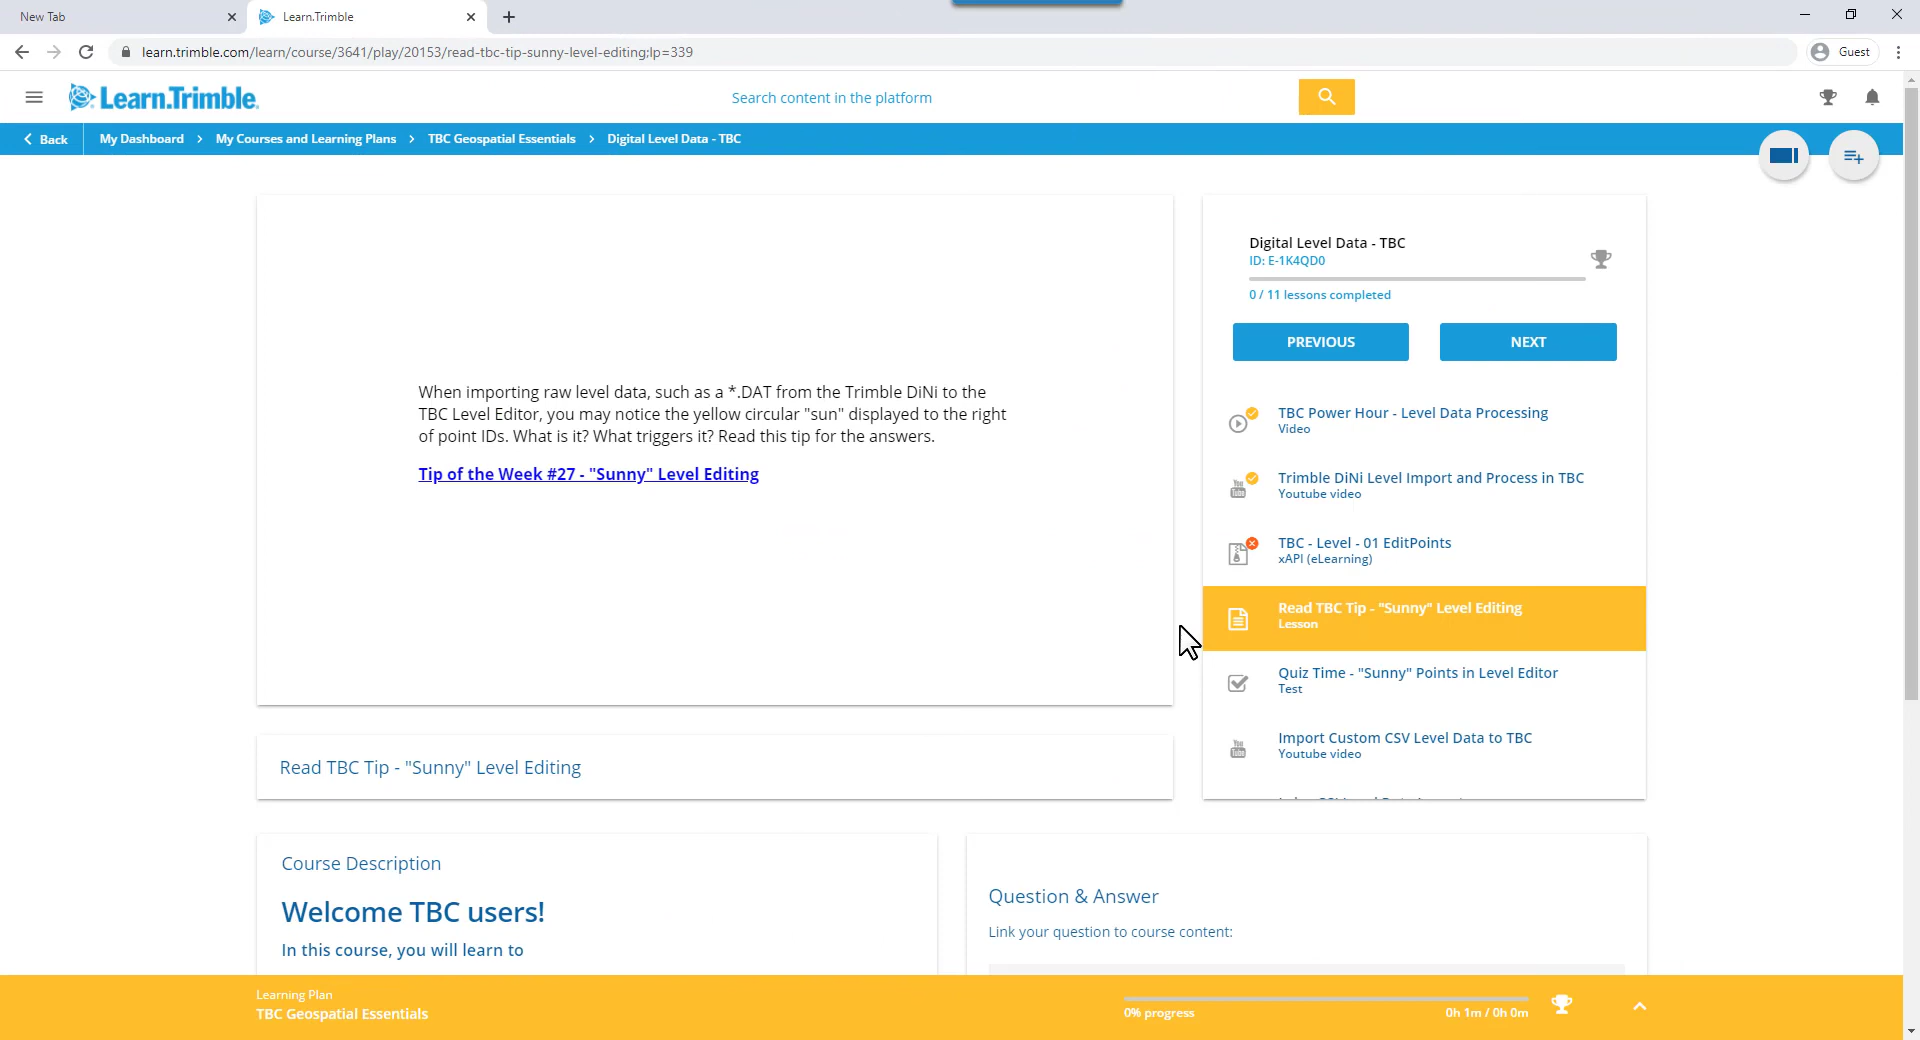 New Tab
Learn.Trimble
learn.trimble.com/learn/course/3641/play/20153/read-tbc-tip-sunny-level-editing;lp=339
Guest
Learn.Trimble.
Search content in the platform
Back
My Dashboard > My Courses and Learning Plans > TBC Geospatial Essentials > Digital Level Data - TBC
When importing raw level data, such as a *.DAT from the Trimble DiNi to the
TBC Level Editor, you may notice the yellow circular "sun" displayed to the right
of point IDs. What is it? What triggers it? Read this tip for the answers.
Tip of the Week #27 - "Sunny" Level Editing
Read TBC Tip - "Sunny" Level Editing
Digital Level Data - TBC
ID: E-1K4QD0
0 / 11 lessons completed
PREVIOUS
NEXT
TBC Power Hour - Level Data Processing
Video
You Tube
Trimble DiNi Level Import and Process in TBC
Youtube video
TBC - Level - 01 EditPoints
xAPI (eLearning)
Read TBC Tip - "Sunny" Level Editing
Lesson
Quiz Time - "Sunny" Points in Level Editor
Test
You Tube
Import Custom CSV Level Data to TBC
Youtube video
Course Description
Welcome TBC users!
In this course, you will learn to
Question & Answer
Link your question to course content:
Learning Plan
TBC Geospatial Essentials
0% progress
0h 1m / 0h 0m